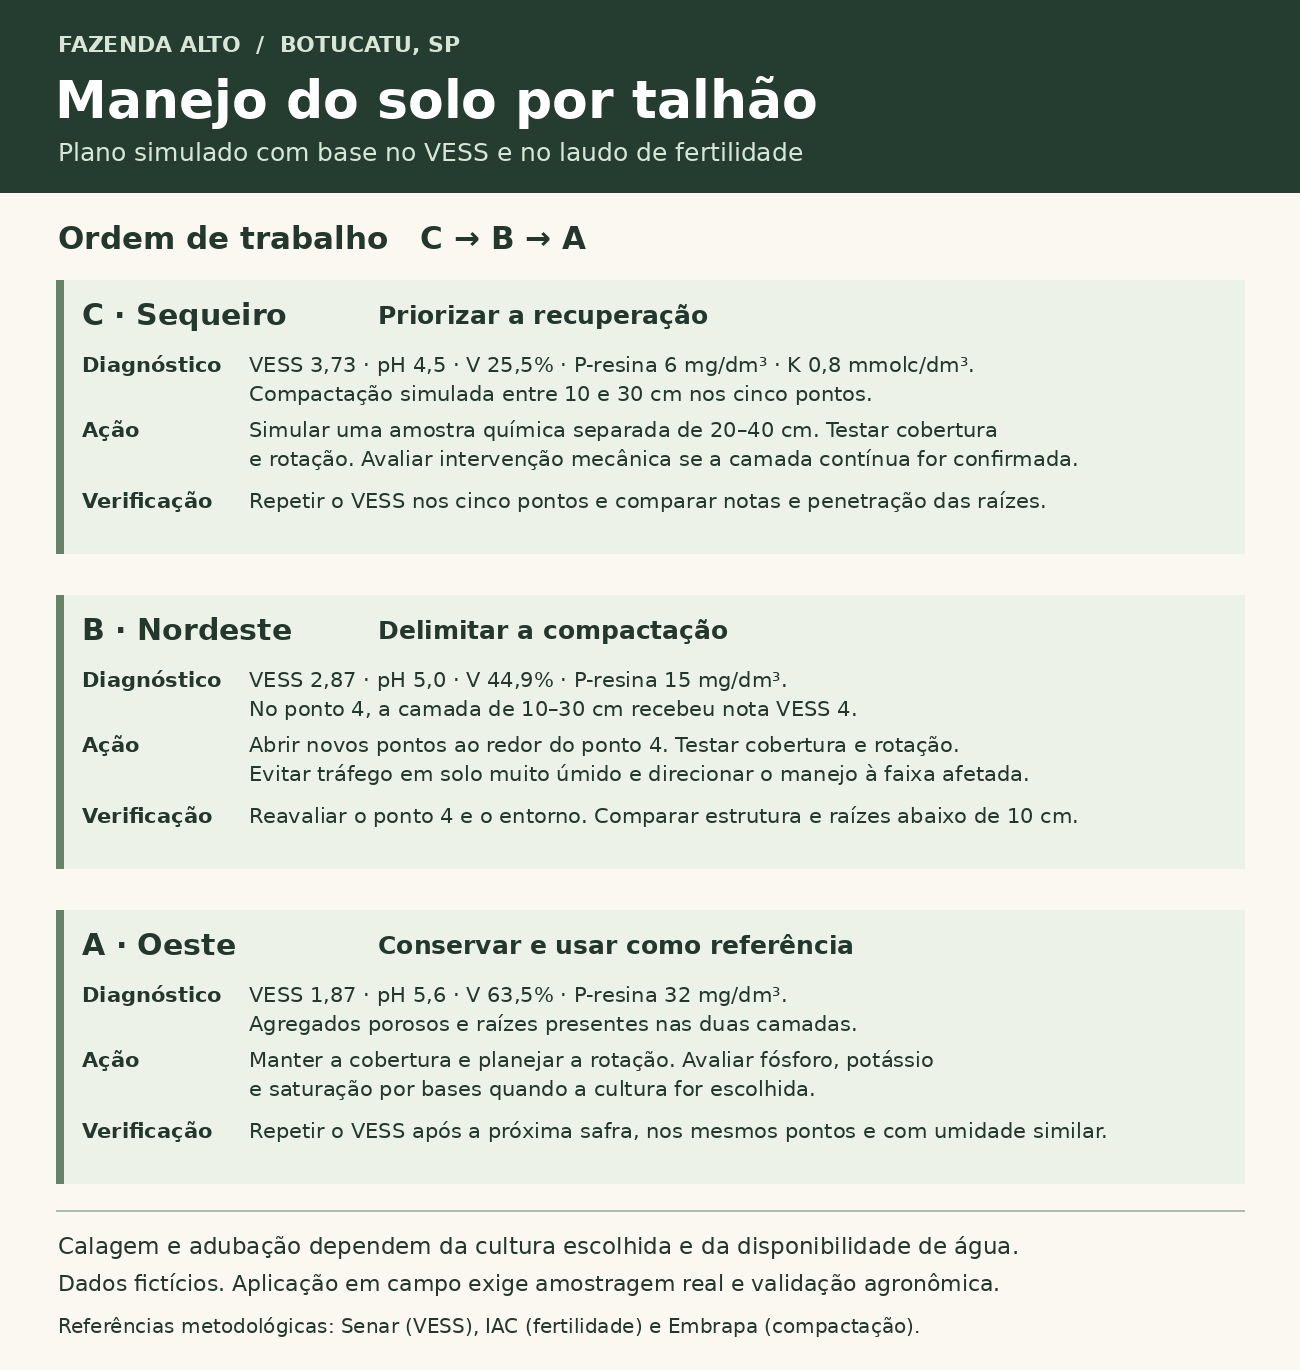 FAZENDA ALTO / BOTUCATU, SP
Manejo do solo por talhão
Plano simulado com base no VESS e no laudo de fertilidade
Ordem de trabalho C → B → A
C · Sequeiro Priorizar a recuperação
Diagnóstico VESS 3,73 · pH 4,5 · V 25,5% · P-resina 6 mg/dm³ · K 0,8 mmolc/dm³.
Compactação simulada entre 10 e 30 cm nos cinco pontos.
Ação Simular uma amostra química separada de 20–40 cm. Testar cobertura
e rotação. Avaliar intervenção mecânica se a camada contínua for confirmada.
Verificação Repetir o VESS nos cinco pontos e comparar notas e penetração das raízes.
B · Nordeste Delimitar a compactação
Diagnóstico VESS 2,87 · pH 5,0 · V 44,9% · P-resina 15 mg/dm³.
No ponto 4, a camada de 10–30 cm recebeu nota VESS 4.
Ação Abrir novos pontos ao redor do ponto 4. Testar cobertura e rotação.
Evitar tráfego em solo muito úmido e direcionar o manejo à faixa afetada.
Verificação Reavaliar o ponto 4 e o entorno. Comparar estrutura e raízes abaixo de 10 cm.
A · Oeste Conservar e usar como referência
Diagnóstico VESS 1,87 · pH 5,6 · V 63,5% · P-resina 32 mg/dm³.
Agregados porosos e raízes presentes nas duas camadas.
Ação Manter a cobertura e planejar a rotação. Avaliar fósforo, potássio
e saturação por bases quando a cultura for escolhida.
Verificação Repetir o VESS após a próxima safra, nos mesmos pontos e com umidade similar.
Calagem e adubação dependem da cultura escolhida e da disponibilidade de água.
Dados fictícios. Aplicação em campo exige amostragem real e validação agronômica.
Referências metodológicas: Senar (VESS), IAC (fertilidade) e Embrapa (compactação).